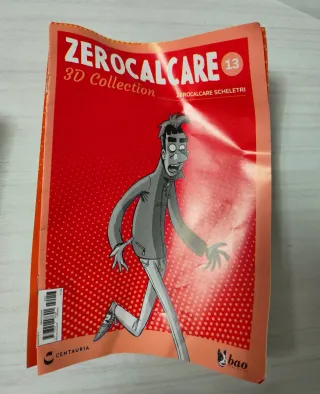 ZEROCALCARE
13
3D Collection
ZEROCALCARE SCHELETRI
CENTAURIA
bao